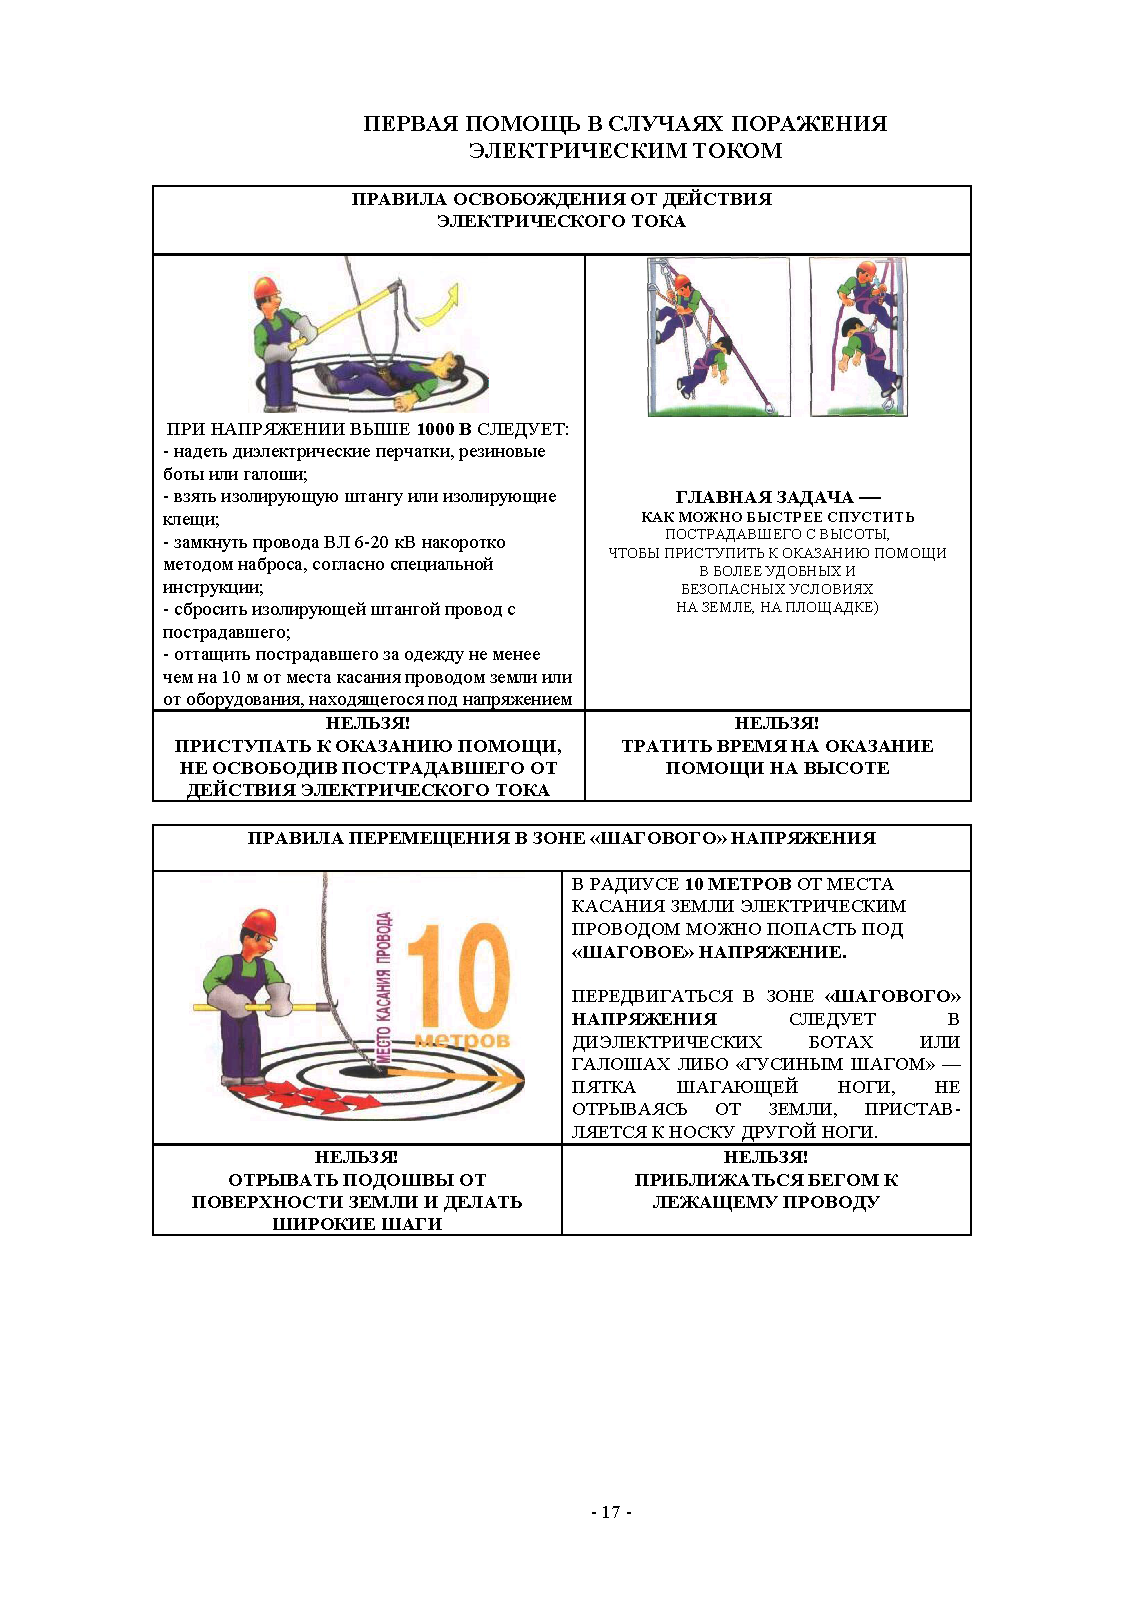 ПЕРВАЯ ПОМОЩЬ В СЛУЧАЯХ ПОРАЖЕНИЯ
ЭЛЕКТРИЧЕСКИМ ТОКОМ
ПРАВИЛА ОСВОБОЖДЕНИЯ ОТ ДЕЙСТВИЯ
ЭЛЕКТРИЧЕСКОГО ТОКА
ПРИ НАПРЯЖЕНИИ ВЫШЕ 1000 В СЛЕДУЕТ:
- надеть диэлектрические перчатки, резиновые
боты или галоши;
- взять изолирующую штангу или изолирующие
клещи;
- замкнуть провода ВЛ 6-20 кВ накоротко
методом наброса, согласно специальной
инструкции;
- сбросить изолирующей штангой провод с
пострадавшего;
- оттащить пострадавшего за одежду не менее
чем на 10 м от места касания проводом земли или
от оборудования, находящегося под напряжением
ГЛАВНАЯ ЗАДАЧА —
КАК МОЖНО БЫСТРЕЕ СПУСТИТЬ
ПОСТРАДАВШЕГО С ВЫСОТЫ,
ЧТОБЫ ПРИСТУПИТЬ К ОКАЗАНИЮ ПОМОЩИ
В БОЛЕЕ УДОБНЫХ И
БЕЗОПАСНЫХ УСЛОВИЯХ
НА ЗЕМЛЕ, НА ПЛОЩАДКЕ)
НЕЛЬЗЯ!
ПРИСТУПАТЬ К ОКАЗАНИЮ ПОМОЩИ,
НЕ ОСВОБОДИВ ПОСТРАДАВШЕГО ОТ
ДЕЙСТВИЯ ЭЛЕКТРИЧЕСКОГО ТОКА
НЕЛЬЗЯ!
ТРАТИТЬ ВРЕМЯ НА ОКАЗАНИЕ
ПОМОЩИ НА ВЫСОТЕ
ПРАВИЛА ПЕРЕМЕЩЕНИЯ В ЗОНЕ «ШАГОВОГО» НАПРЯЖЕНИЯ
МЕСТО КАСАНИЯ ПРОВОДА
10
метров
В РАДИУСЕ 10 МЕТРОВ ОТ МЕСТА
КАСАНИЯ ЗЕМЛИ ЭЛЕКТРИЧЕСКИМ
ПРОВОДОМ МОЖНО ПОПАСТЬ ПОД
«ШАГОВОЕ» НАПРЯЖЕНИЕ.
ПЕРЕДВИГАТЬСЯ В ЗОНЕ «ШАГОВОГО»
НАПРЯЖЕНИЯ СЛЕДУЕТ В
ДИЭЛЕКТРИЧЕСКИХ БОТАХ ИЛИ
ГАЛОШАХ ЛИБО «ГУСИНЫМ ШАГОМ» —
ПЯТКА ШАГАЮЩЕЙ НОГИ, НЕ
ОТРЫВАЯСЬ ОТ ЗЕМЛИ, ПРИСТАВ-
ЛЯЕТСЯ К НОСКУ ДРУГОЙ НОГИ.
НЕЛЬЗЯ!
ОТРЫВАТЬ ПОДОШВЫ ОТ
ПОВЕРХНОСТИ ЗЕМЛИ И ДЕЛАТЬ
ШИРОКИЕ ШАГИ
НЕЛЬЗЯ!
ПРИБЛИЖАТЬСЯ БЕГОМ К
ЛЕЖАЩЕМУ ПРОВОДУ
- 17 -